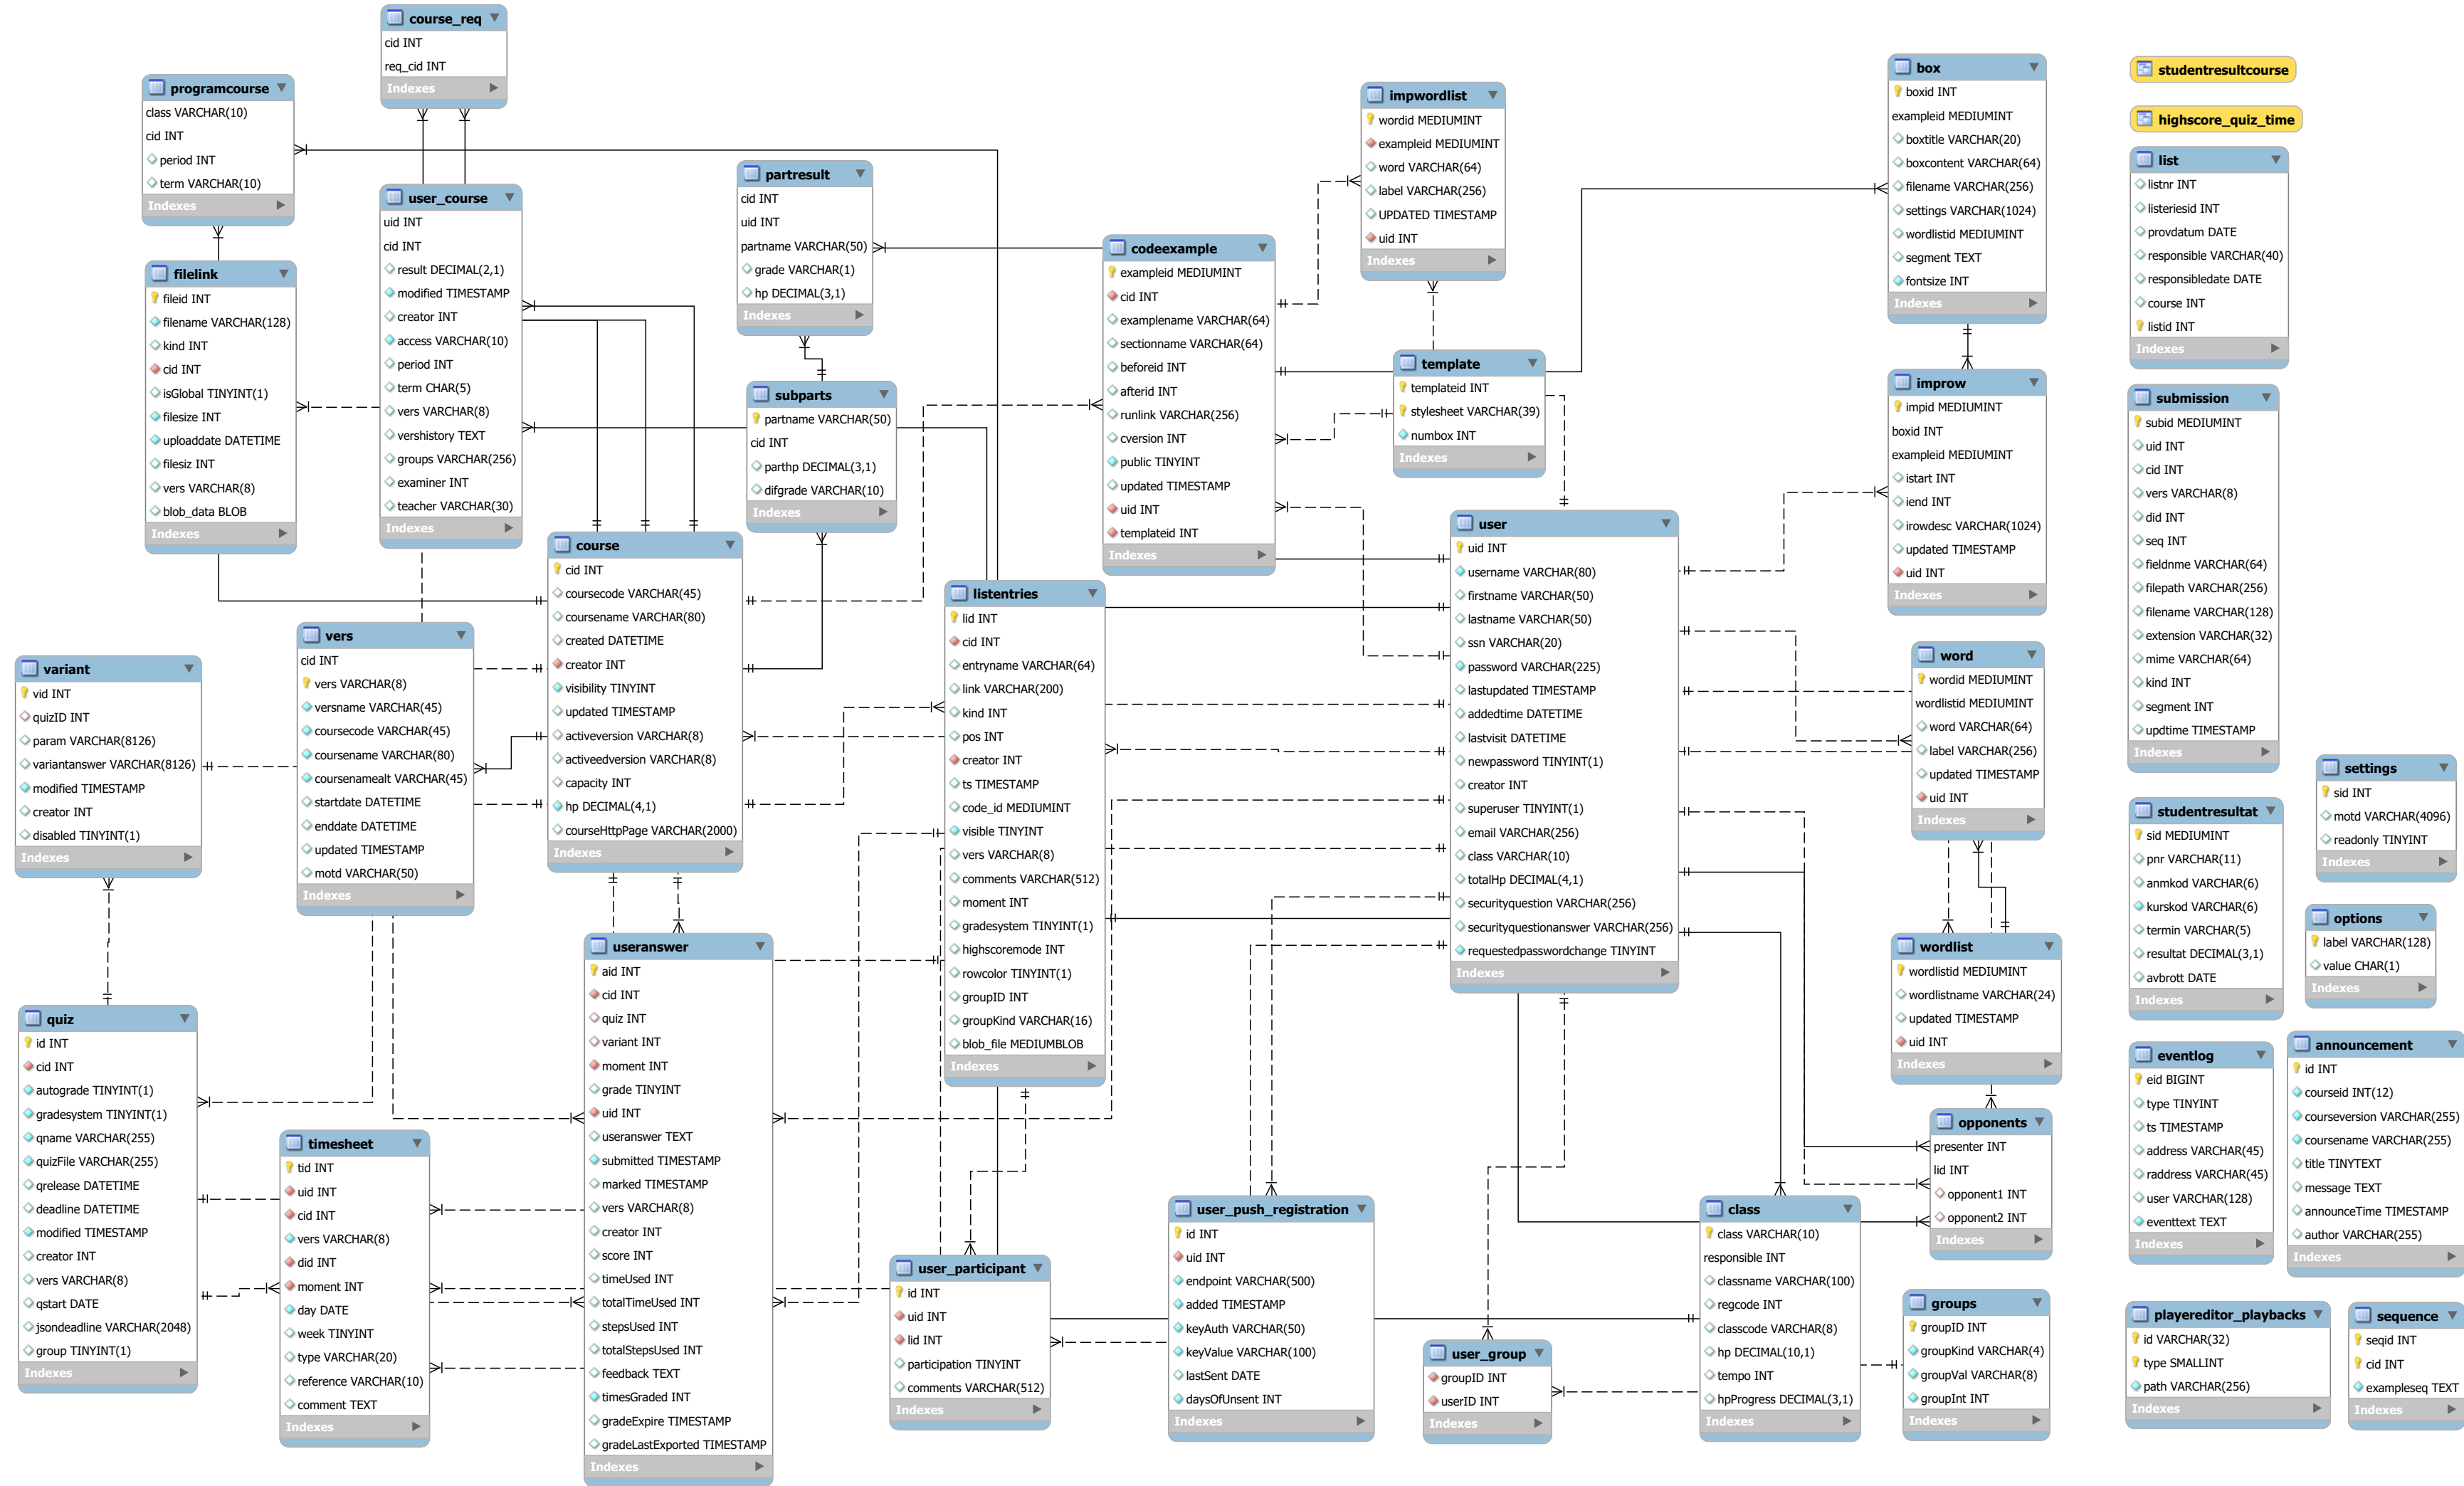 course_req
cid INT
req_cid INT
Indexes
programcourse
class VARCHAR(10)
cid INT
period INT
term VARCHAR(10)
Indexes
user_course
uid INT
cid INT
result DECIMAL(2,1)
modified TIMESTAMP
creator INT
access VARCHAR(10)
period INT
term CHAR(5)
vers VARCHAR(8)
vershistory TEXT
groups VARCHAR(256)
examiner INT
teacher VARCHAR(30)
Indexes
filelink
fileid INT
filename VARCHAR(128)
kind INT
cid INT
isGlobal TINYINT(1)
filesize INT
uploaddate DATETIME
filesiz INT
vers VARCHAR(8)
blob_data BLOB
Indexes
partresult
cid INT
uid INT
partname VARCHAR(50)
grade VARCHAR(1)
hp DECIMAL(3,1)
Indexes
subparts
partname VARCHAR(50)
cid INT
parthp DECIMAL(3,1)
difgrade VARCHAR(10)
Indexes
codeexample
exampleid MEDIUMINT
cid INT
examplename VARCHAR(64)
sectionname VARCHAR(64)
beforeid INT
afterid INT
runlink VARCHAR(256)
cversion INT
public TINYINT
updated TIMESTAMP
uid INT
templateid INT
Indexes
impwordlist
wordid MEDIUMINT
exampleid MEDIUMINT
word VARCHAR(64)
label VARCHAR(256)
UPDATED TIMESTAMP
uid INT
Indexes
template
templateid INT
stylesheet VARCHAR(39)
numbox INT
Indexes
box
boxid INT
exampleid MEDIUMINT
boxtitle VARCHAR(20)
boxcontent VARCHAR(64)
filename VARCHAR(256)
settings VARCHAR(1024)
wordlistid MEDIUMINT
segment TEXT
fontsize INT
Indexes
improw
impid MEDIUMINT
boxid INT
exampleid MEDIUMINT
istart INT
iend INT
irowdesc VARCHAR(1024)
updated TIMESTAMP
uid INT
Indexes
studentresultcourse
highscore_quiz_time
list
listnr INT
listeriesid INT
provdatum DATE
responsible VARCHAR(40)
responsibledate DATE
course INT
listid INT
Indexes
submission
subid MEDIUMINT
uid INT
cid INT
vers VARCHAR(8)
did INT
seq INT
fieldnme VARCHAR(64)
filepath VARCHAR(256)
filename VARCHAR(128)
extension VARCHAR(32)
mime VARCHAR(64)
kind INT
segment INT
updtime TIMESTAMP
Indexes
course
cid INT
coursecode VARCHAR(45)
coursename VARCHAR(80)
created DATETIME
creator INT
visibility TINYINT
updated TIMESTAMP
activeversion VARCHAR(8)
activeedversion VARCHAR(8)
capacity INT
hp DECIMAL(4,1)
courseHttpPage VARCHAR(2000)
Indexes
vers
cid INT
vers VARCHAR(8)
versname VARCHAR(45)
coursecode VARCHAR(45)
coursename VARCHAR(80)
coursenamealt VARCHAR(45)
startdate DATETIME
enddate DATETIME
updated TIMESTAMP
motd VARCHAR(50)
Indexes
variant
vid INT
quizID INT
param VARCHAR(8126)
variantanswer VARCHAR(8126)
modified TIMESTAMP
creator INT
disabled TINYINT(1)
Indexes
listentries
lid INT
cid INT
entryname VARCHAR(64)
link VARCHAR(200)
kind INT
pos INT
creator INT
ts TIMESTAMP
code_id MEDIUMINT
visible TINYINT
vers VARCHAR(8)
comments VARCHAR(512)
moment INT
gradesystem TINYINT(1)
highscoremode INT
rowcolor TINYINT(1)
groupID INT
groupKind VARCHAR(16)
blob_file MEDIUMBLOB
Indexes
user
uid INT
username VARCHAR(80)
firstname VARCHAR(50)
lastname VARCHAR(50)
ssn VARCHAR(20)
password VARCHAR(225)
lastupdated TIMESTAMP
addedtime DATETIME
lastvisit DATETIME
newpassword TINYINT(1)
creator INT
superuser TINYINT(1)
email VARCHAR(256)
class VARCHAR(10)
totalHp DECIMAL(4,1)
securityquestion VARCHAR(256)
securityquestionanswer VARCHAR(256)
requestedpasswordchange TINYINT
Indexes
word
wordid MEDIUMINT
wordlistid MEDIUMINT
word VARCHAR(64)
label VARCHAR(256)
updated TIMESTAMP
uid INT
Indexes
settings
sid INT
motd VARCHAR(4096)
readonly TINYINT
Indexes
studentresultat
sid MEDIUMINT
pnr VARCHAR(11)
anmkod VARCHAR(6)
kurskod VARCHAR(6)
termin VARCHAR(5)
resultat DECIMAL(3,1)
avbrott DATE
Indexes
options
label VARCHAR(128)
value CHAR(1)
Indexes
wordlist
wordlistid MEDIUMINT
wordlistname VARCHAR(24)
updated TIMESTAMP
uid INT
Indexes
useranswer
aid INT
cid INT
quiz INT
variant INT
moment INT
grade TINYINT
uid INT
useranswer TEXT
submitted TIMESTAMP
marked TIMESTAMP
vers VARCHAR(8)
creator INT
score INT
timeUsed INT
totalTimeUsed INT
stepsUsed INT
totalStepsUsed INT
feedback TEXT
timesGraded INT
gradeExpire TIMESTAMP
gradeLastExported TIMESTAMP
Indexes
quiz
id INT
cid INT
autograde TINYINT(1)
gradesystem TINYINT(1)
qname VARCHAR(255)
quizFile VARCHAR(255)
qrelease DATETIME
deadline DATETIME
modified TIMESTAMP
creator INT
vers VARCHAR(8)
qstart DATE
jsondeadline VARCHAR(2048)
group TINYINT(1)
Indexes
timesheet
tid INT
uid INT
cid INT
vers VARCHAR(8)
did INT
moment INT
day DATE
week TINYINT
type VARCHAR(20)
reference VARCHAR(10)
comment TEXT
Indexes
user_participant
id INT
uid INT
lid INT
participation TINYINT
comments VARCHAR(512)
Indexes
user_push_registration
id INT
uid INT
endpoint VARCHAR(500)
added TIMESTAMP
keyAuth VARCHAR(50)
keyValue VARCHAR(100)
lastSent DATE
daysOfUnsent INT
Indexes
user_group
groupID INT
userID INT
Indexes
class
class VARCHAR(10)
responsible INT
classname VARCHAR(100)
regcode INT
classcode VARCHAR(8)
hp DECIMAL(10,1)
tempo INT
hpProgress DECIMAL(3,1)
Indexes
opponents
presenter INT
lid INT
opponent1 INT
opponent2 INT
Indexes
groups
groupID INT
groupKind VARCHAR(4)
groupVal VARCHAR(8)
groupInt INT
Indexes
eventlog
eid BIGINT
type TINYINT
ts TIMESTAMP
address VARCHAR(45)
raddress VARCHAR(45)
user VARCHAR(128)
eventtext TEXT
Indexes
announcement
id INT
courseid INT(12)
courseversion VARCHAR(255)
coursename VARCHAR(255)
title TINYTEXT
message TEXT
announceTime TIMESTAMP
author VARCHAR(255)
Indexes
playereditor_playbacks
id VARCHAR(32)
type SMALLINT
path VARCHAR(256)
Indexes
sequence
seqid INT
cid INT
exampleseq TEXT
Indexes